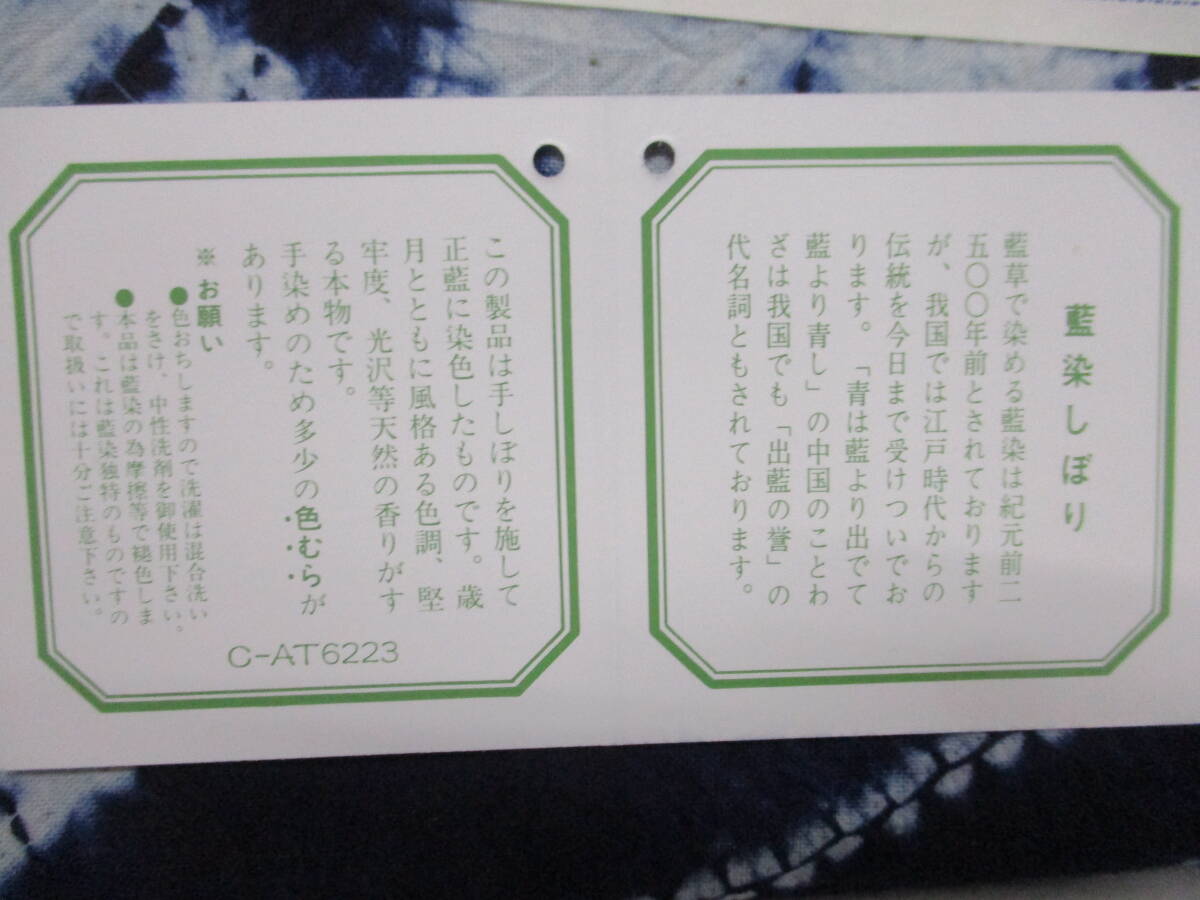 藍染しぼり
藍草で染める藍染は紀元前二
五〇〇年前とされております
が、我国では江戸時代からの
伝統を今日まで受けついでお
ります。「青は藍より出でて
藍より青し」の中国のことわ
ざは我国でも「出藍の誉」の
代名詞ともされております。
この製品は手しぼりを施して
正藍に染色したものです。歳
月とともに風格ある色調、堅
牢度、光沢等天然の香りがす
る本物です。
手染めのため多少の色むらが
あります。
※お願い
●色おちしますので洗濯は混合洗い
をさけ、中性洗剤を御使用下さい。
●本品は藍染の為摩擦等で褪色しま
す。これは藍染独特のものですの
で取扱いには十分ご注意下さい。
C-AT6223